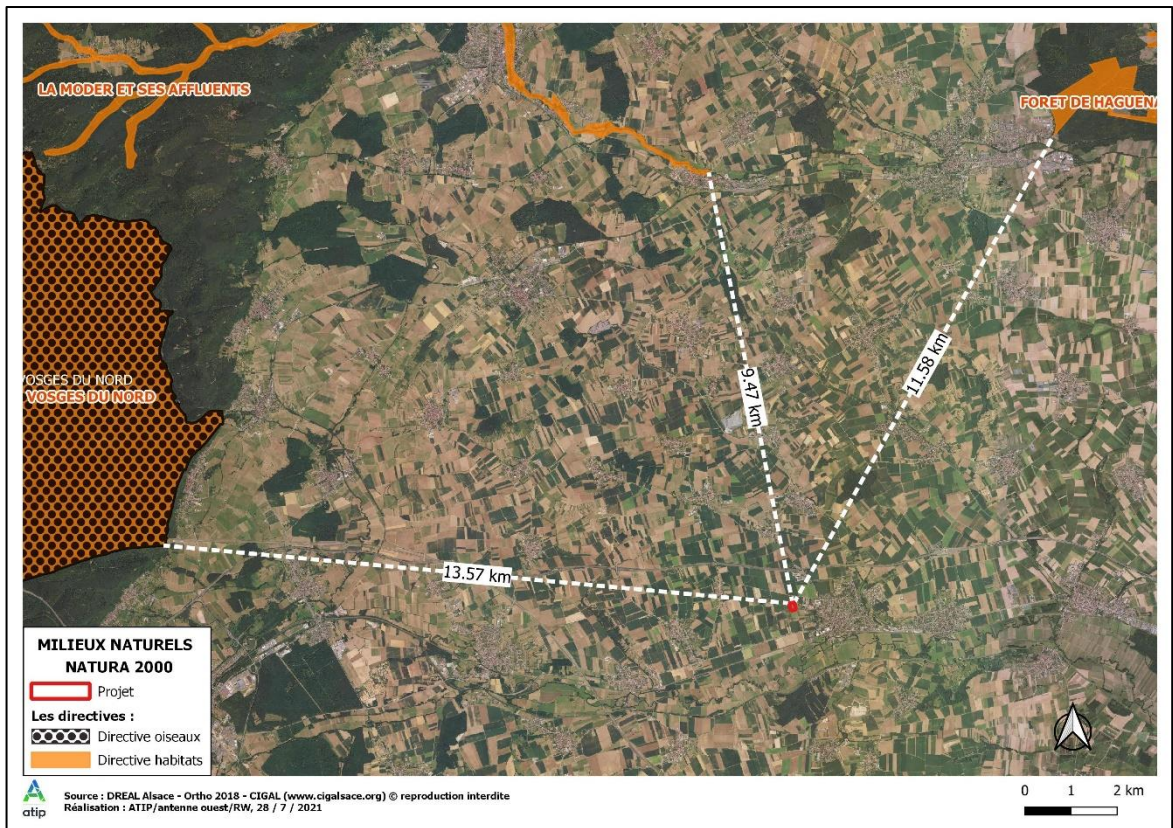 LA MODER ET SES AFFLUENTS
FORET DE HAGUENA
9.47 km
11.58 km
VOSGES DU NORD
VOSGES DU NORD
13.57 km
MILIEUX NATURELS
NATURA 2000
Projet
Les directives :
Directive oiseaux
Directive habitats
atip
Source : DREAL Alsace - Ortho 2018 - CIGAL (www.cigalsace.org) © reproduction interdite
Réalisation : ATIP/antenne ouest/RW, 28 / 7 / 2021
0 1 2 km